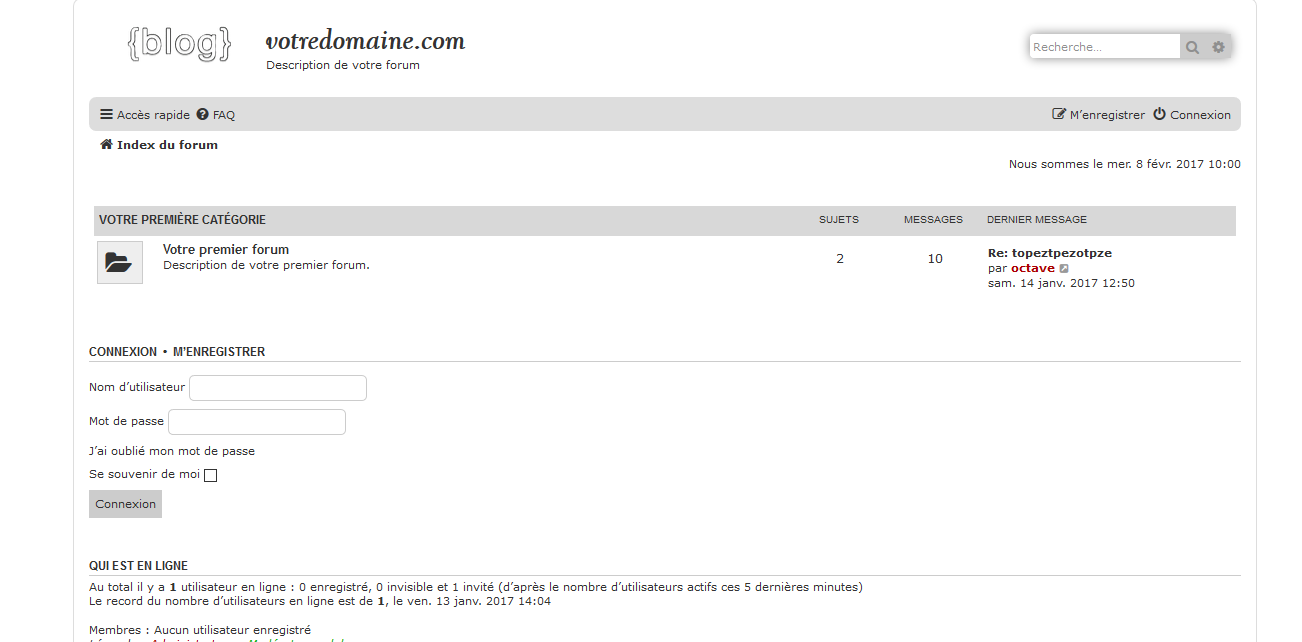 {blog}
votredomaine.com
Description de votre forum
Recherche…
Accès rapide FAQ
M’enregistrer Connexion
Index du forum
Nous sommes le mer. 8 févr. 2017 10:00
VOTRE PREMIÈRE CATÉGORIE SUJETS MESSAGES DERNIER MESSAGE
Votre premier forum
Description de votre premier forum.
2 10
Re: topeztpezotpze
par octave
sam. 14 janv. 2017 12:50
CONNEXION • M’ENREGISTRER
Nom d’utilisateur
Mot de passe
J’ai oublié mon mot de passe
Se souvenir de moi
Connexion
QUI EST EN LIGNE
Au total il y a 1 utilisateur en ligne : 0 enregistré, 0 invisible et 1 invité (d’après le nombre d’utilisateurs actifs ces 5 dernières minutes)
Le record du nombre d’utilisateurs en ligne est de 1, le ven. 13 janv. 2017 14:04
Membres : Aucun utilisateur enregistré